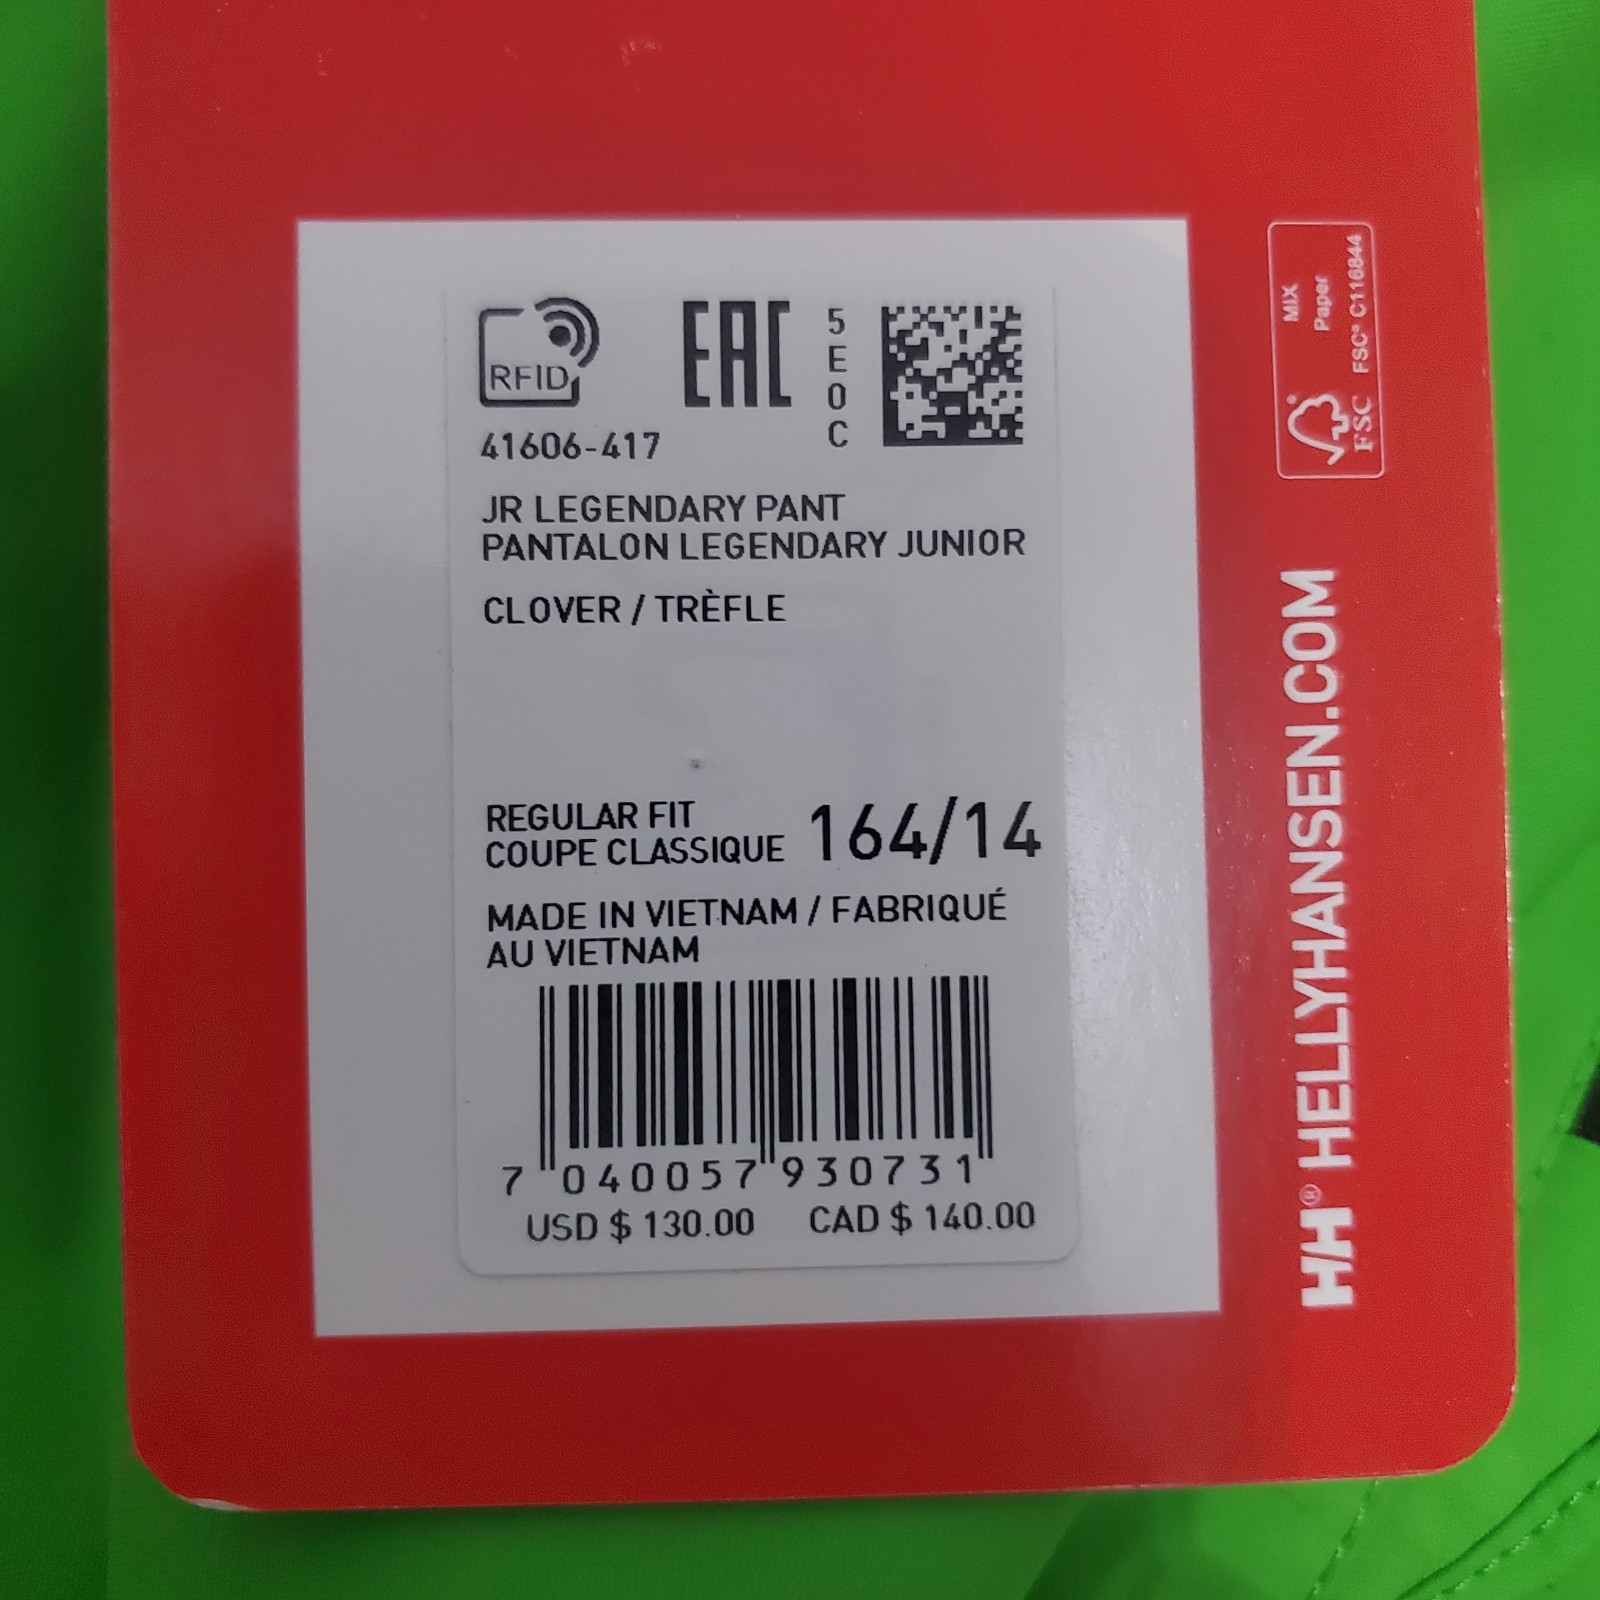 RFID
EAC
5
E
0
C
41606-417
JR LEGENDARY PANT
PANTALON LEGENDARY JUNIOR
CLOVER / TRÈFLE
REGULAR FIT
COUPE CLASSIQUE
164/14
MADE IN VIETNAM / FABRIQUÉ
AU VIETNAM
7 040057 930731
USD $ 130.00 CAD $ 140.00
MIX
Paper
FSC® C116844
FSC
H/H® HELLYHANSEN.COM